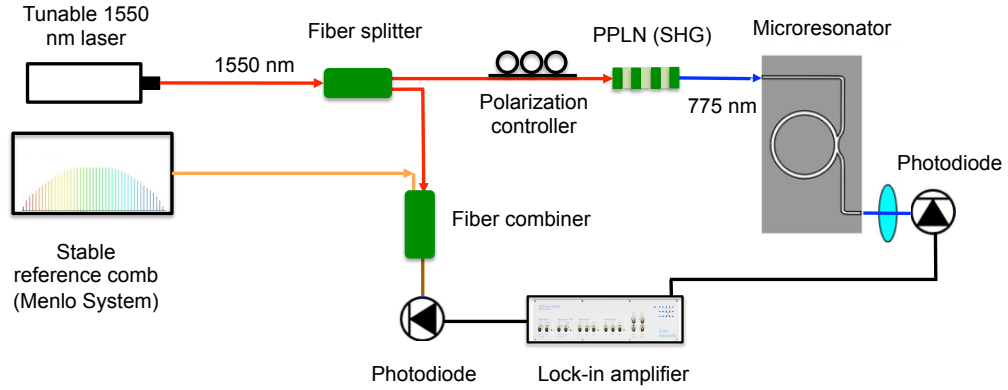 Tunable 1550
nm laser
1550 nm
Fiber splitter
Polarization
controller
PPLN (SHG)
775 nm
Microresonator
Photodiode
Stable
reference comb
(Menlo System)
Fiber combiner
Photodiode
Lock-in amplifier